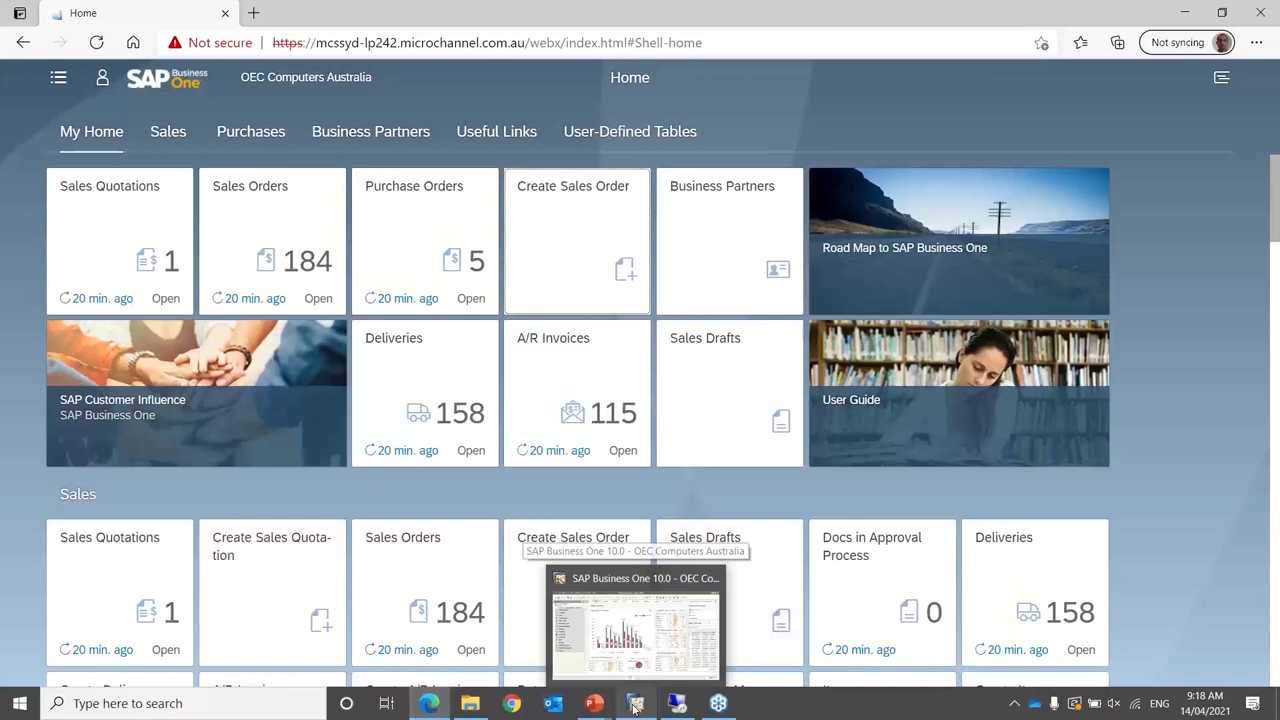 Home
Not secure | https://mcssyd-lp242.microchannel.com.au/webx/index.html#Shell-home
Not syncing
SAP Business One
OEC Computers Australia
Home
My Home Sales Purchases Business Partners Useful Links User-Defined Tables
Sales Quotations
1
20 min. ago Open
Sales Orders
184
20 min. ago Open
Purchase Orders
5
20 min. ago Open
Create Sales Order
Business Partners
Road Map to SAP Business One
SAP Customer Influence
SAP Business One
Deliveries
158
20 min. ago Open
A/R Invoices
115
20 min. ago Open
Sales Drafts
User Guide
Sales
Sales Quotations
1
20 min. ago Open
Create Sales Quota-
tion
Sales Orders
184
20 min. ago Open
Create Sales Order
Sales Drafts
Docs in Approval
Process
0
20 min. ago
Deliveries
158
20 min. ago Open
SAP Business One 10.0 - OEC Computers Australia
SAP Business One 10.0 - OEC Co...
Type here to search
ENG
9:18 AM
14/04/2021